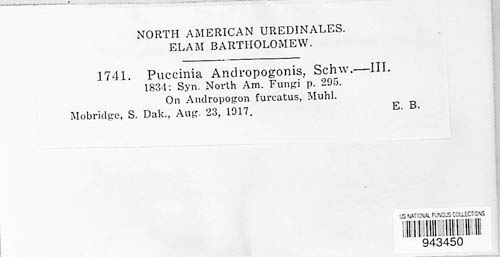 NORTH AMERICAN UREDINALES.
ELAM BARTHOLOMEW.
1741. Puccinia Andropogonis, Schw.—III.
1834: Syn. North Am. Fungi p. 295.
On Andropogon furcatus, Muhl.
Mobridge, S. Dak., Aug. 23, 1917. E. B.
US NATIONAL FUNGUS COLLECTIONS
943450